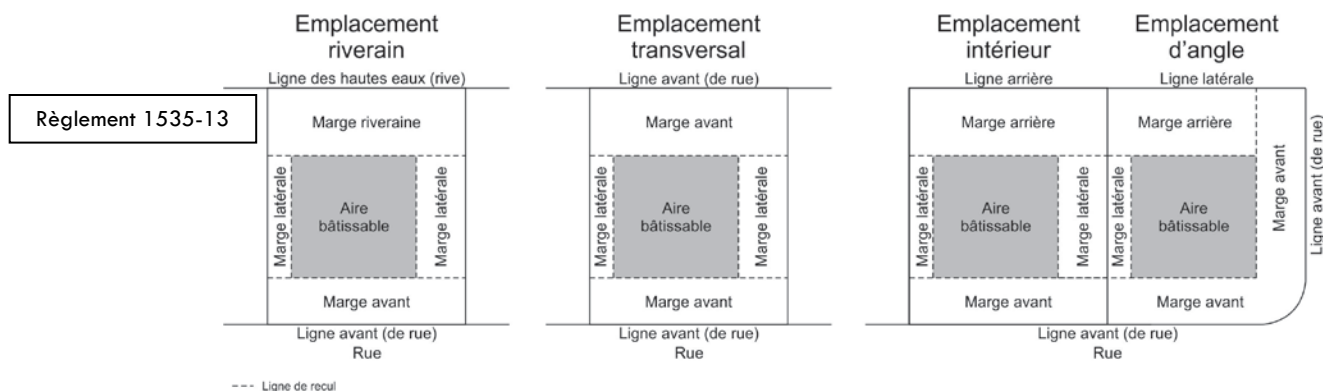 Emplacement
riverain
Ligne des hautes eaux (rive)
Règlement 1535-13
Marge riveraine
Marge latérale
Aire
bâtissable
Marge latérale
Marge avant
Ligne avant (de rue)
Rue
--- Ligne de recul
Emplacement
transversal
Ligne avant (de rue)
Marge avant
Marge latérale
Aire
bâtissable
Marge latérale
Marge avant
Ligne avant (de rue)
Rue
Emplacement
intérieur
Ligne arrière
Marge arrière
Marge latérale
Aire
bâtissable
Marge latérale
Marge avant
Emplacement
d'angle
Ligne latérale
Marge arrière
Marge latérale
Aire
bâtissable
Marge avant
Ligne avant (de rue)
Marge avant
Ligne avant (de rue)
Rue